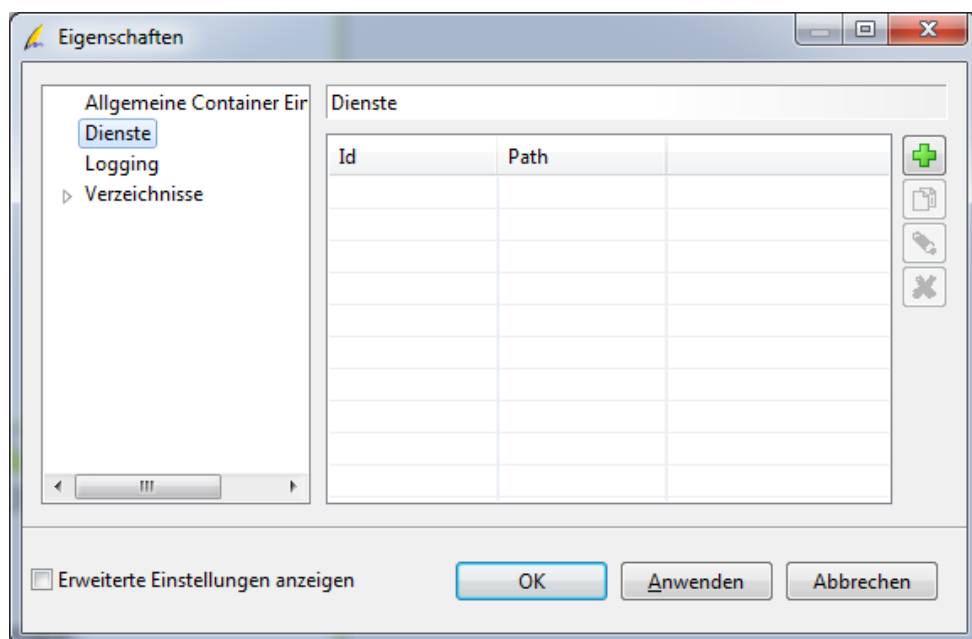 Eigenschaften
Allgemeine Container Eir
Dienste
Logging
Verzeichnisse
Dienste
Id Path
Erweiterte Einstellungen anzeigen
OK
Anwenden
Abbrechen